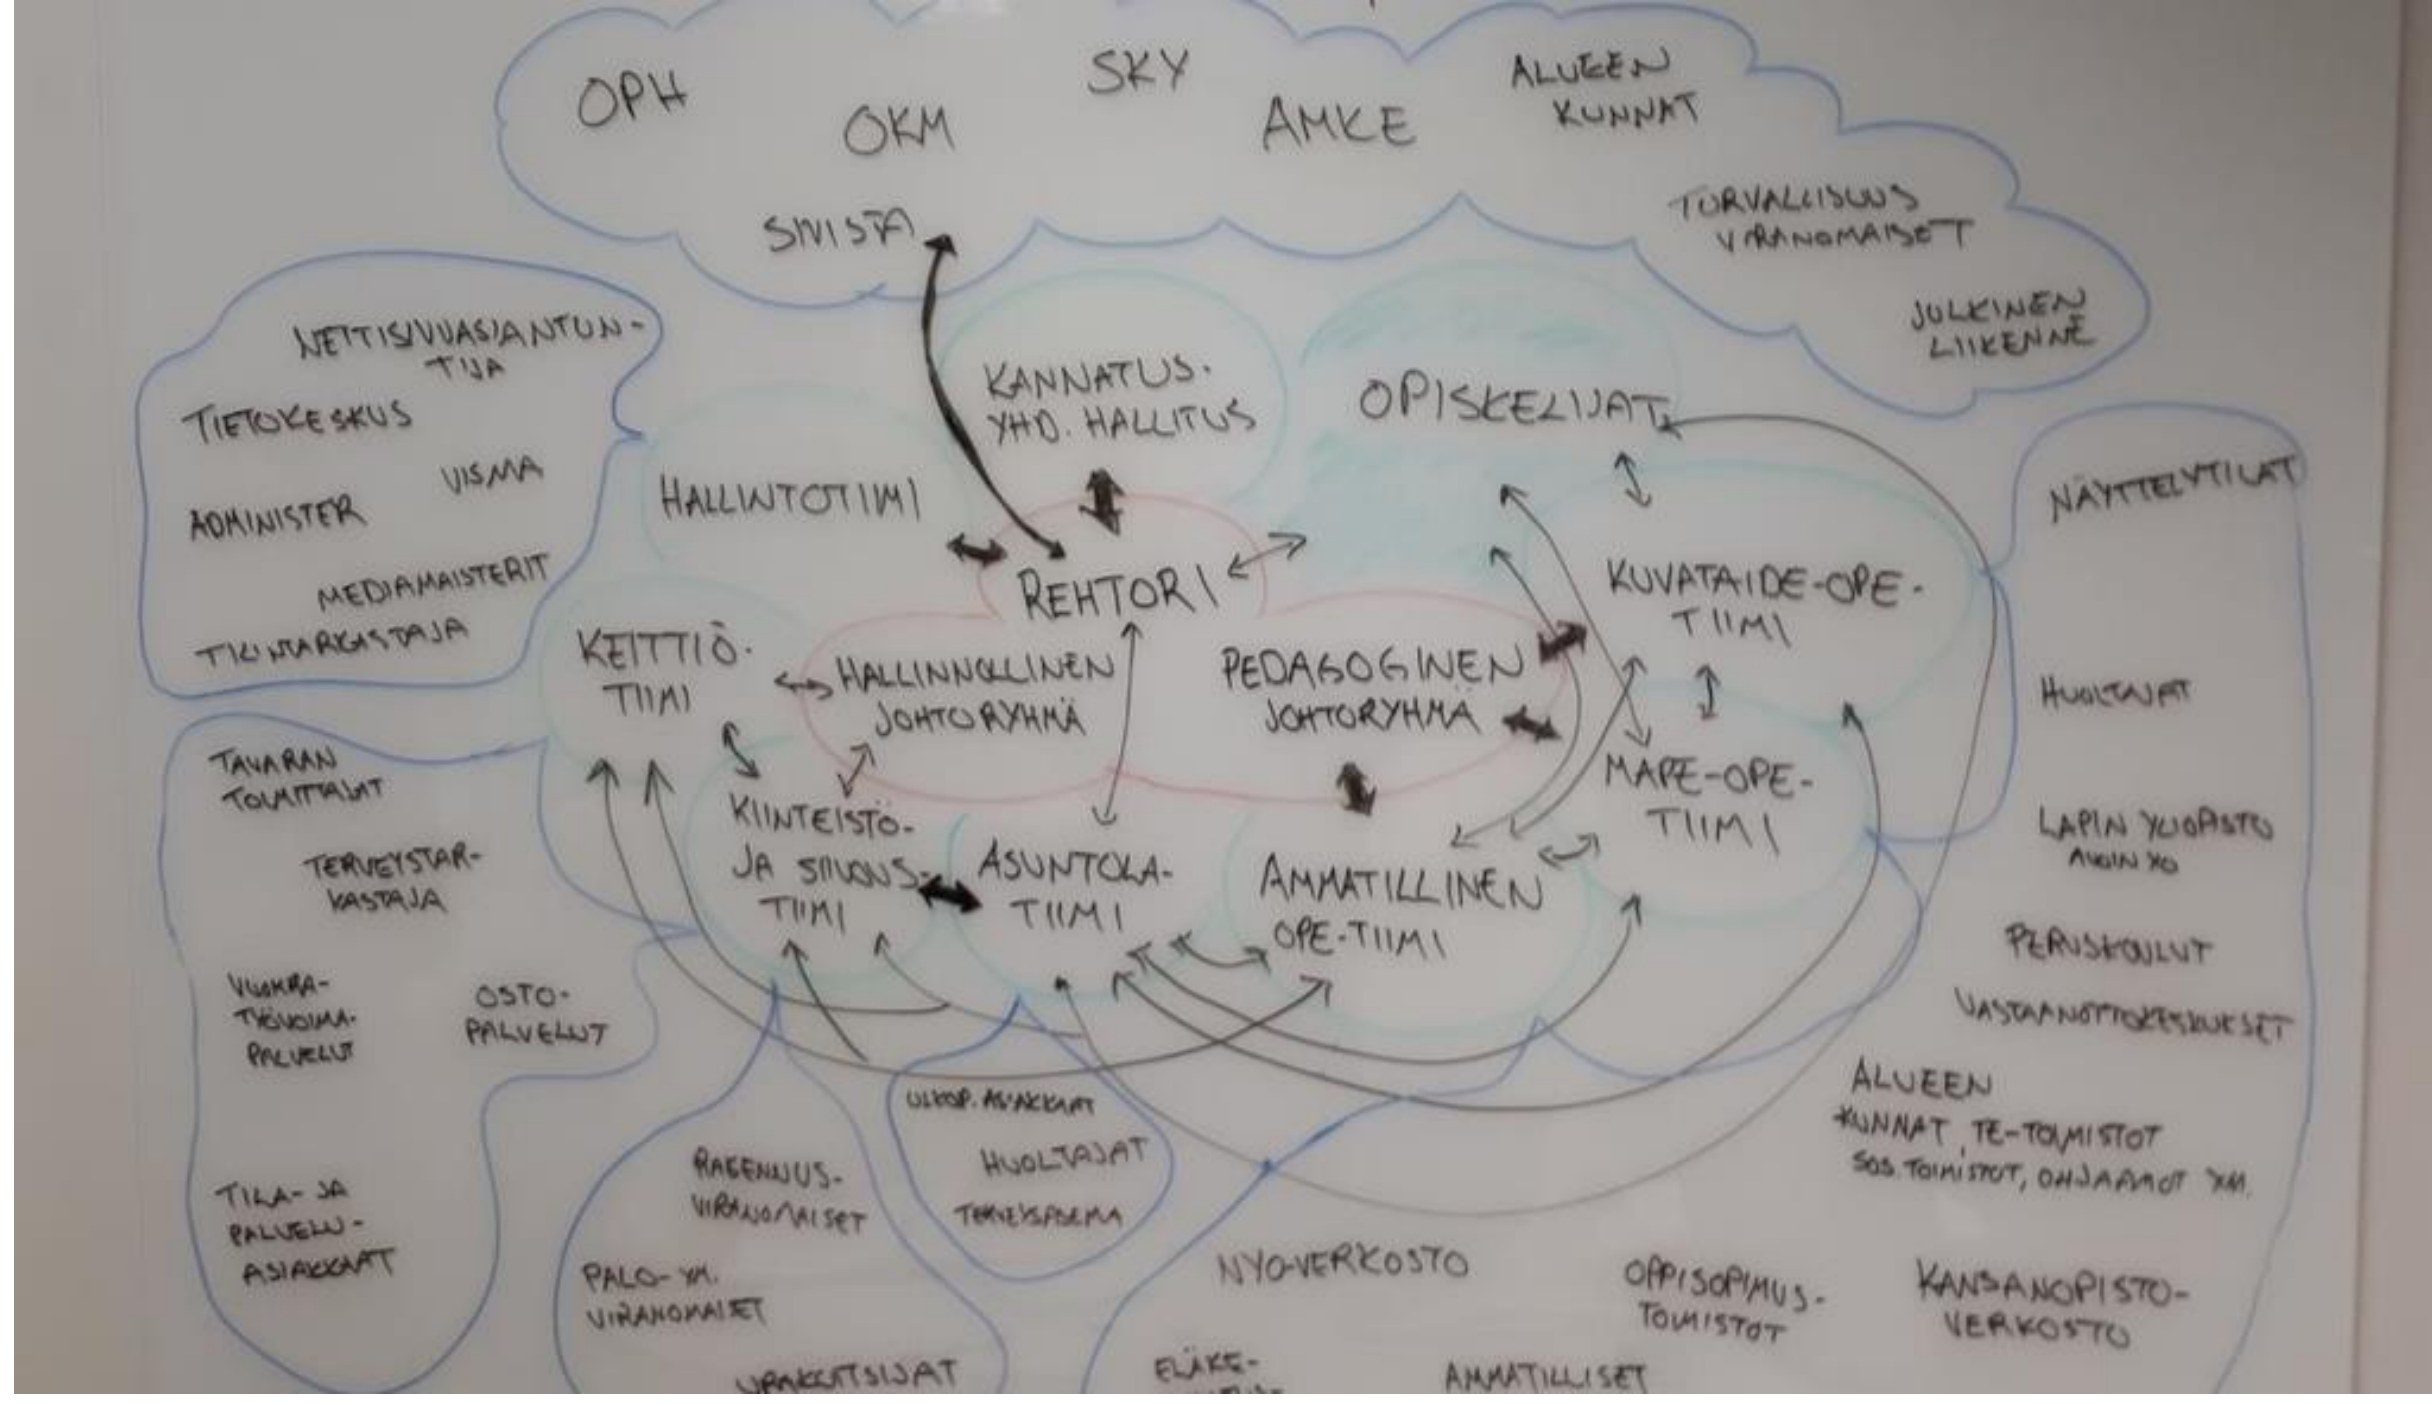 OPH
OKM
SKY
AMKE
ALUEEN
KUNNAT
SIVISTA
TURVALLISUUS
VIRANOMAISET
JULKINEN
LIIKENNE
NETTISIVUASIANTUN-
TIJA
TIETOKESKUS
VISMA
ADMINISTER
MEDIAMAISTERIT
TILINTARKASTAJA
KANNATUS.
YHD. HALLITUS
OPISKELIJAT
HALLINTOTIIMI
REHTORI
KEITTIÖ-
TIIMI
HALLINNOLLINEN
JOHTORYHMÄ
PEDAGOGINEN
JOHTORYHMÄ
KUVATAIDE-OPE-
TIIMI
MAPE-OPE-
TIIMI
KIINTEISTÖ-
JA SIIVOUS-
TIIMI
ASUNTOLA-
TIIMI
AMMATILLINEN
OPE-TIIMI
NÄYTTELYTILAT
HUOLTAJAT
LAPIN YLIOPISTO
AVOIN YO
PERUSKOULUT
VASTAANOTTOKESKUKSET
ALUEEN
KUNNAT, TE-TOIMISTOT
SOS. TOIMISTOT, OHJAAMOT YM.
TAVARAN
TOIMITTAJAT
TERVEYSTAR-
KASTAJA
VUOKRA-
TYÖVOIMA-
PALVELUT
OSTO-
PALVELUT
TILA- JA
PALVELU-
ASIAKKAAT
RAKENNUS-
VIRANOMAISET
PALO- YM.
VIRANOMAISET
URAKOITSIJAT
ULKOP. ASIAKKAAT
HUOLTAJAT
TERVEYSASEMA
NYO-VERKOSTO
OPPISOPIMUS-
TOIMISTOT
KANSANOPISTO-
VERKOSTO
ELÄKE-
AMMATILLISET